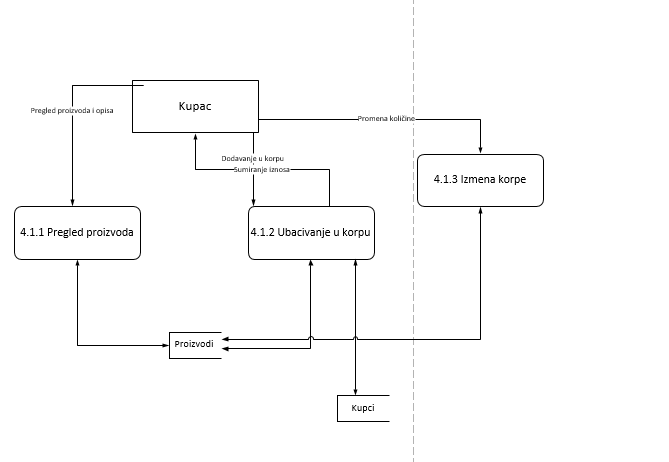 Kupac
Pregled proizvoda i opisa
Promena količine
Dodavanje u korpu
Sumiranje iznosa
4.1.3 Izmena korpe
4.1.1 Pregled proizvoda
4.1.2 Ubacivanje u korpu
Proizvodi
Kupci